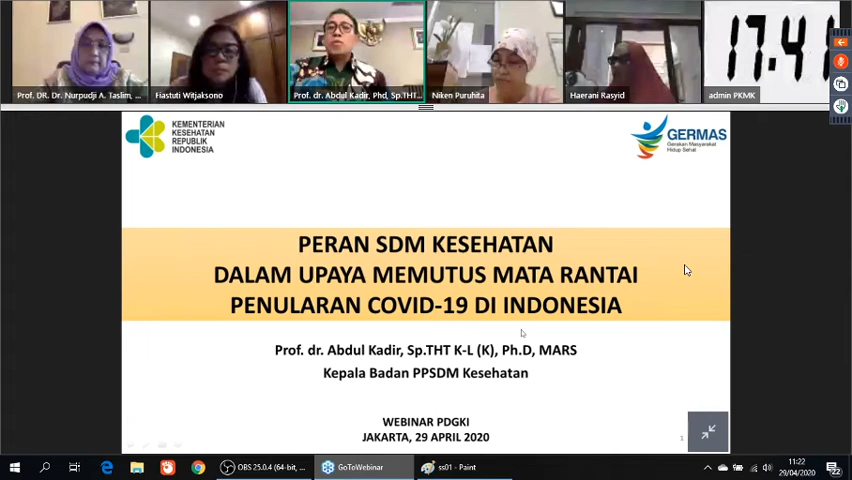 17.41
Prof. DR. Dr. Nurpudji A. Taslim, ...
Fiastuti Witjaksono
Prof. dr. Abdul Kadir, Phd, Sp.THT...
Niken Puruhita
Haerani Rasyid
admin PKMK
KEMENTERIAN
KESEHATAN
REPUBLIK
INDONESIA
GERMAS
Gerakan Masyarakat
Hidup Sehat
PERAN SDM KESEHATAN
DALAM UPAYA MEMUTUS MATA RANTAI
PENULARAN COVID-19 DI INDONESIA
Prof. dr. Abdul Kadir, Sp.THT K-L (K), Ph.D, MARS
Kepala Badan PPSDM Kesehatan
WEBINAR PDGKI
JAKARTA, 29 APRIL 2020
1
OBS 25.0.4 (64-bit, ...
GoToWebinar
ss01 - Paint
11:22
29/04/2020
22